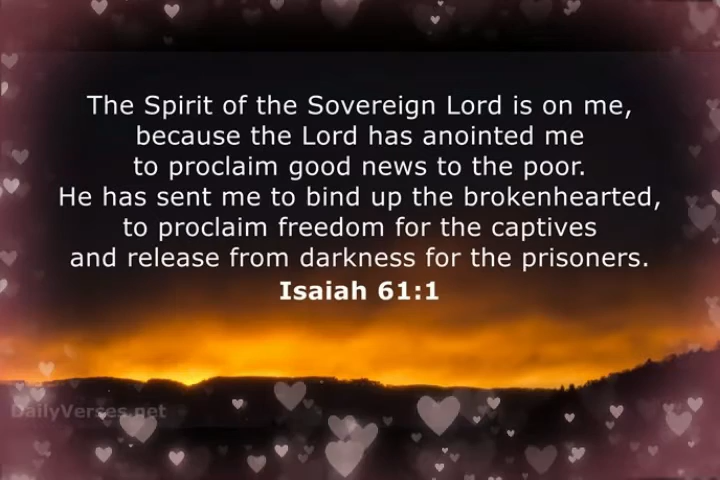 The Spirit of the Sovereign Lord is on me,
because the Lord has anointed me
to proclaim good news to the poor.
He has sent me to bind up the brokenhearted,
to proclaim freedom for the captives
and release from darkness for the prisoners.
Isaiah 61:1
DailyVerses.net